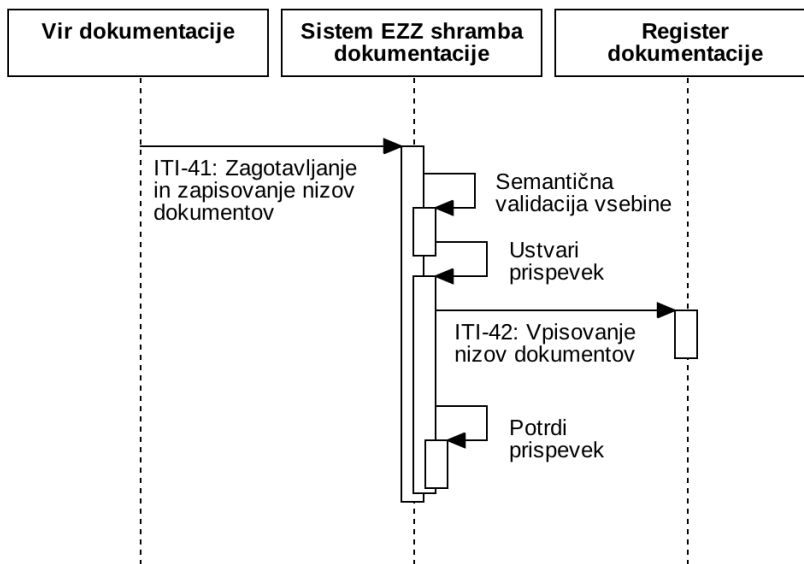 Vir dokumentacije
Sistem EZZ shramba
dokumentacije
Register
dokumentacije
ITI-41: Zagotavljanje
in zapisovanje nizov
dokumentov
Semantična
validacija vsebine
Ustvari
prispevek
ITI-42: Vpisovanje
nizov dokumentov
Potrdi
prispevek